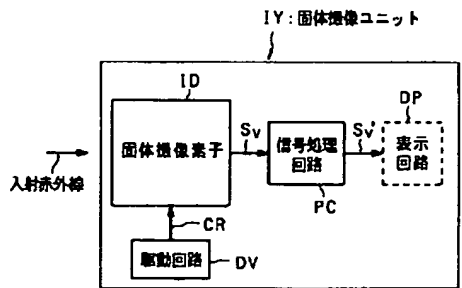 IY:固体撮像ユニット
ID
DP
固体撮像素子
Sv
信号処理
回路
Sv'
表示
回路
入射赤外線
PC
CR
駆動回路
DV